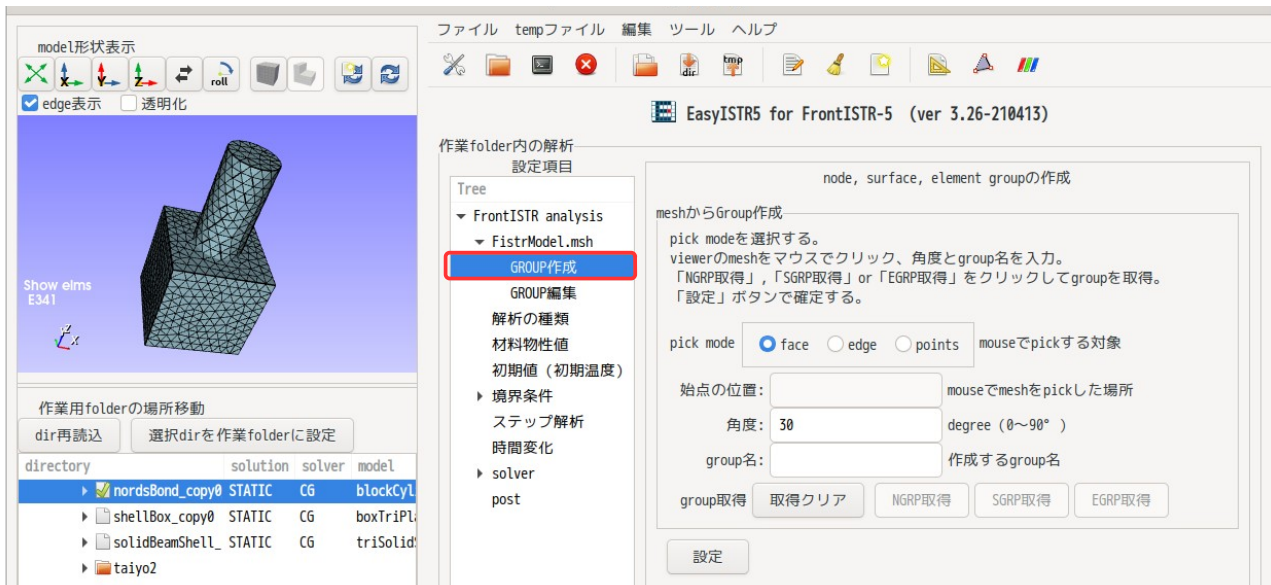 model形状表示
roll
edge表示 透明化
Show elms
E341
作業用folderの場所移動
dir再読込 選択dirを作業folderに設定
directory solution solver model
nordsBond_copy0 STATIC CG blockCyl
shellBox_copy0 STATIC CG boxTriPl
solidBeamShell_ STATIC CG triSolid
taiyo2
ファイル tempファイル 編集 ツール ヘルプ
dir tmp
EasyISTR5 for FrontISTR-5 (ver 3.26-210413)
作業folder内の解析
設定項目
Tree
FrontISTR analysis
FistrModel.msh
GROUP作成
GROUP編集
解析の種類
材料物性値
初期値(初期温度)
境界条件
ステップ解析
時間変化
solver
post
node, surface, element groupの作成
meshからGroup作成
pick modeを選択する。
viewerのmeshをマウスでクリック、角度とgroup名を入力。
「NGRP取得」,「SGRP取得」or「EGRP取得」をクリックしてgroupを取得。
「設定」ボタンで確定する。
pick mode face edge points mouseでpickする対象
始点の位置: mouseでmeshをpickした場所
角度: 30 degree (0〜90° )
group名: 作成するgroup名
group取得 取得クリア NGRP取得 SGRP取得 EGRP取得
設定